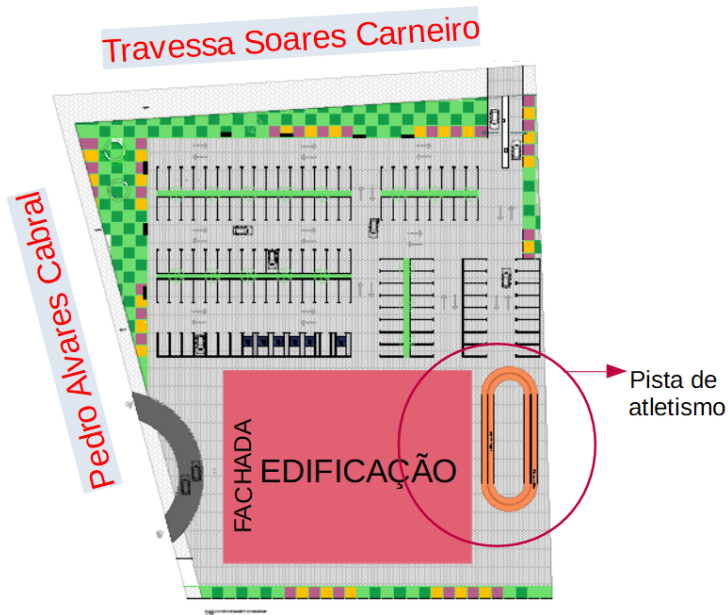 Travessa Soares Carneiro
Pedro Alvares Cabral
FACHADA
EDIFICAÇÃO
Pista de
atletismo